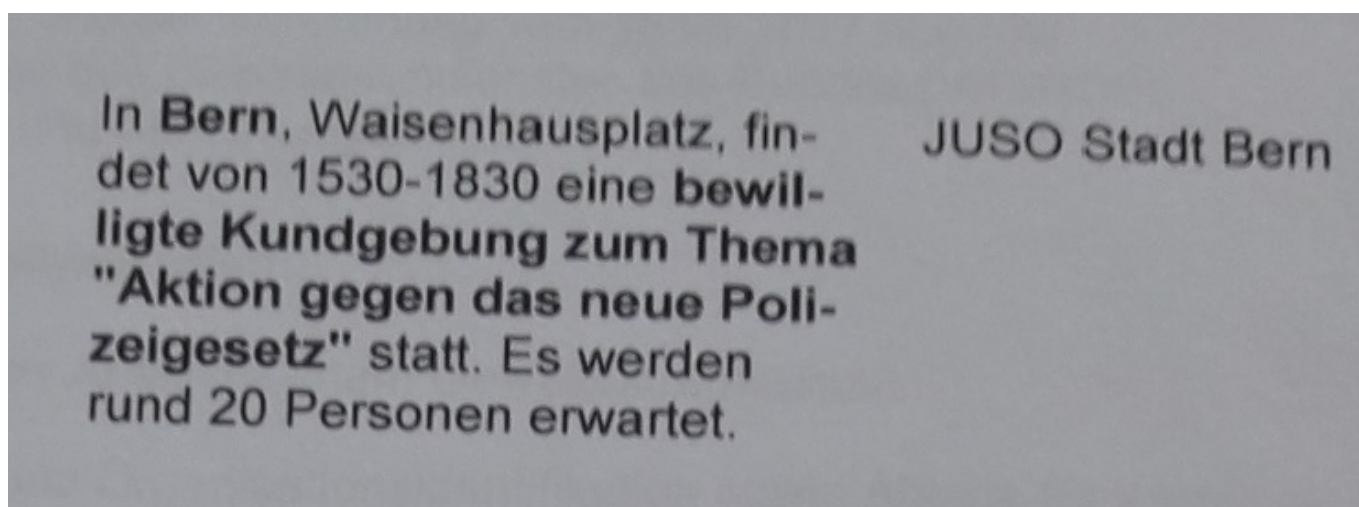 In Bern, Waisenhausplatz, fin-
det von 1530-1830 eine bewil-
ligte Kundgebung zum Thema
"Aktion gegen das neue Poli-
zeigesetz" statt. Es werden
rund 20 Personen erwartet.
JUSO Stadt Bern